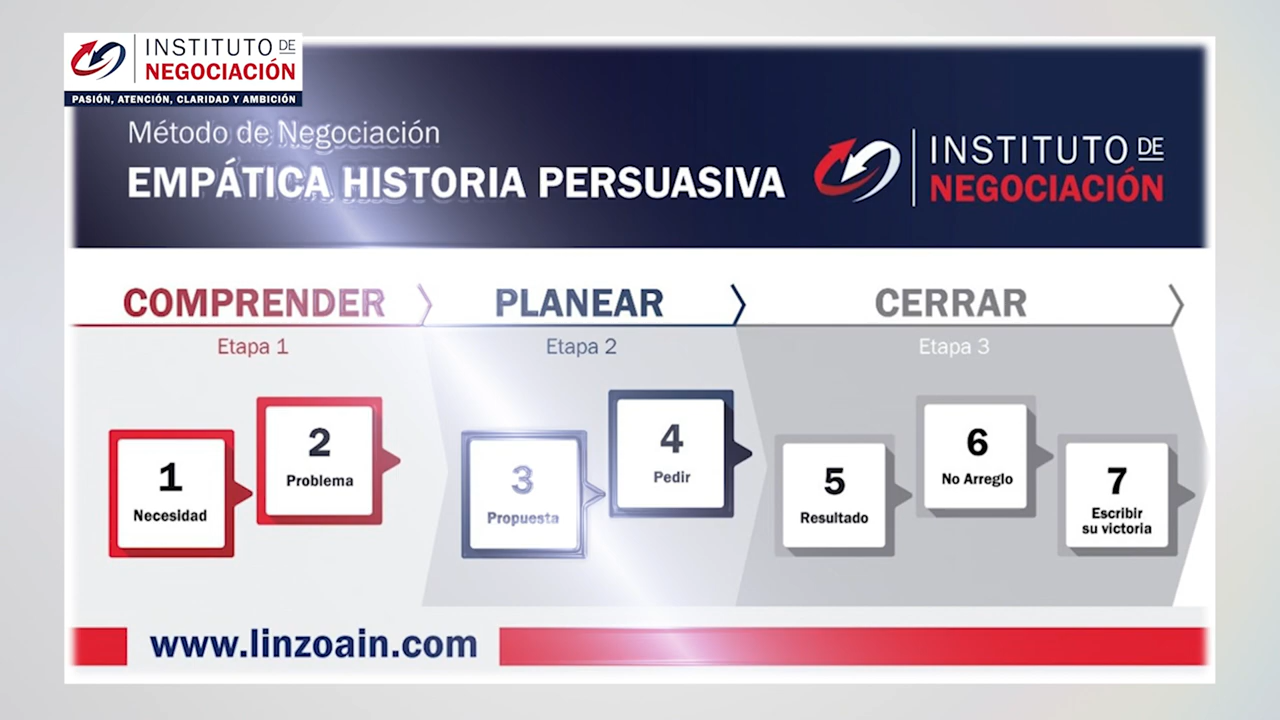 INSTITUTO DE
NEGOCIACIÓN
PASIÓN, ATENCIÓN, CLARIDAD Y AMBICIÓN
Método de Negociación
EMPÁTICA HISTORIA PERSUASIVA
INSTITUTO DE
NEGOCIACIÓN
COMPRENDER
PLANEAR
CERRAR
Etapa 1
Etapa 2
Etapa 3
1
Necesidad
2
Problema
3
Propuesta
4
Pedir
5
Resultado
6
No Arreglo
7
Escribir
su victoria
www.linzoain.com